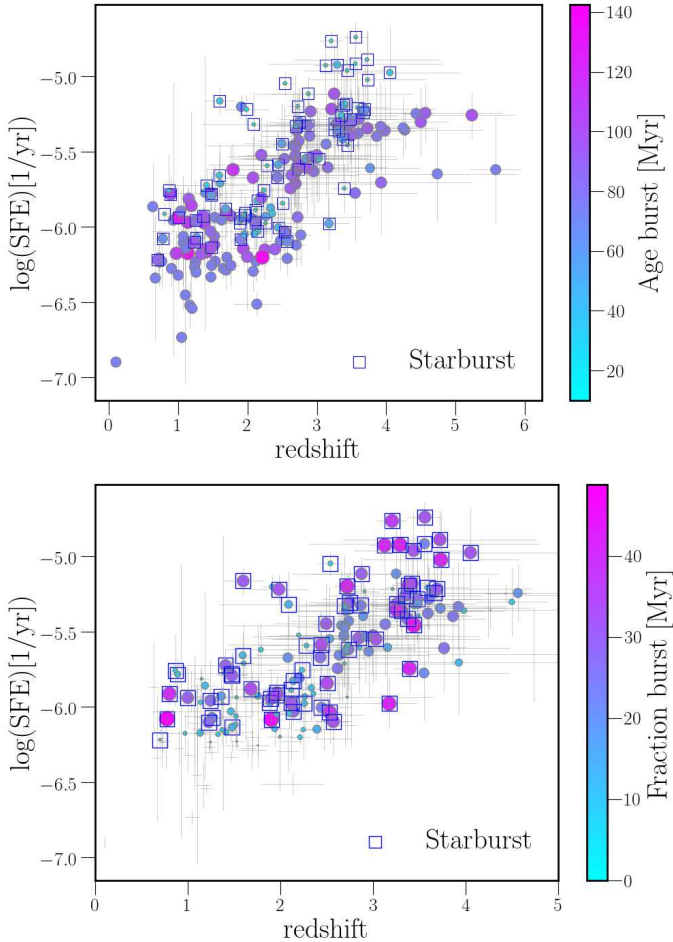 −5.0
−5.5
−6.0
−6.5
−7.0
log(SFE)[1/yr])
0 1 2 3 4 5 6
redshift
Starburst
140
120
100
80
60
40
20
Age burst [Myr]
−5.0
−5.5
−6.0
−6.5
−7.0
log(SFE)[1/yr])
0 1 2 3 4 5
redshift
Starburst
40
30
20
10
0
Fraction burst [Myr]